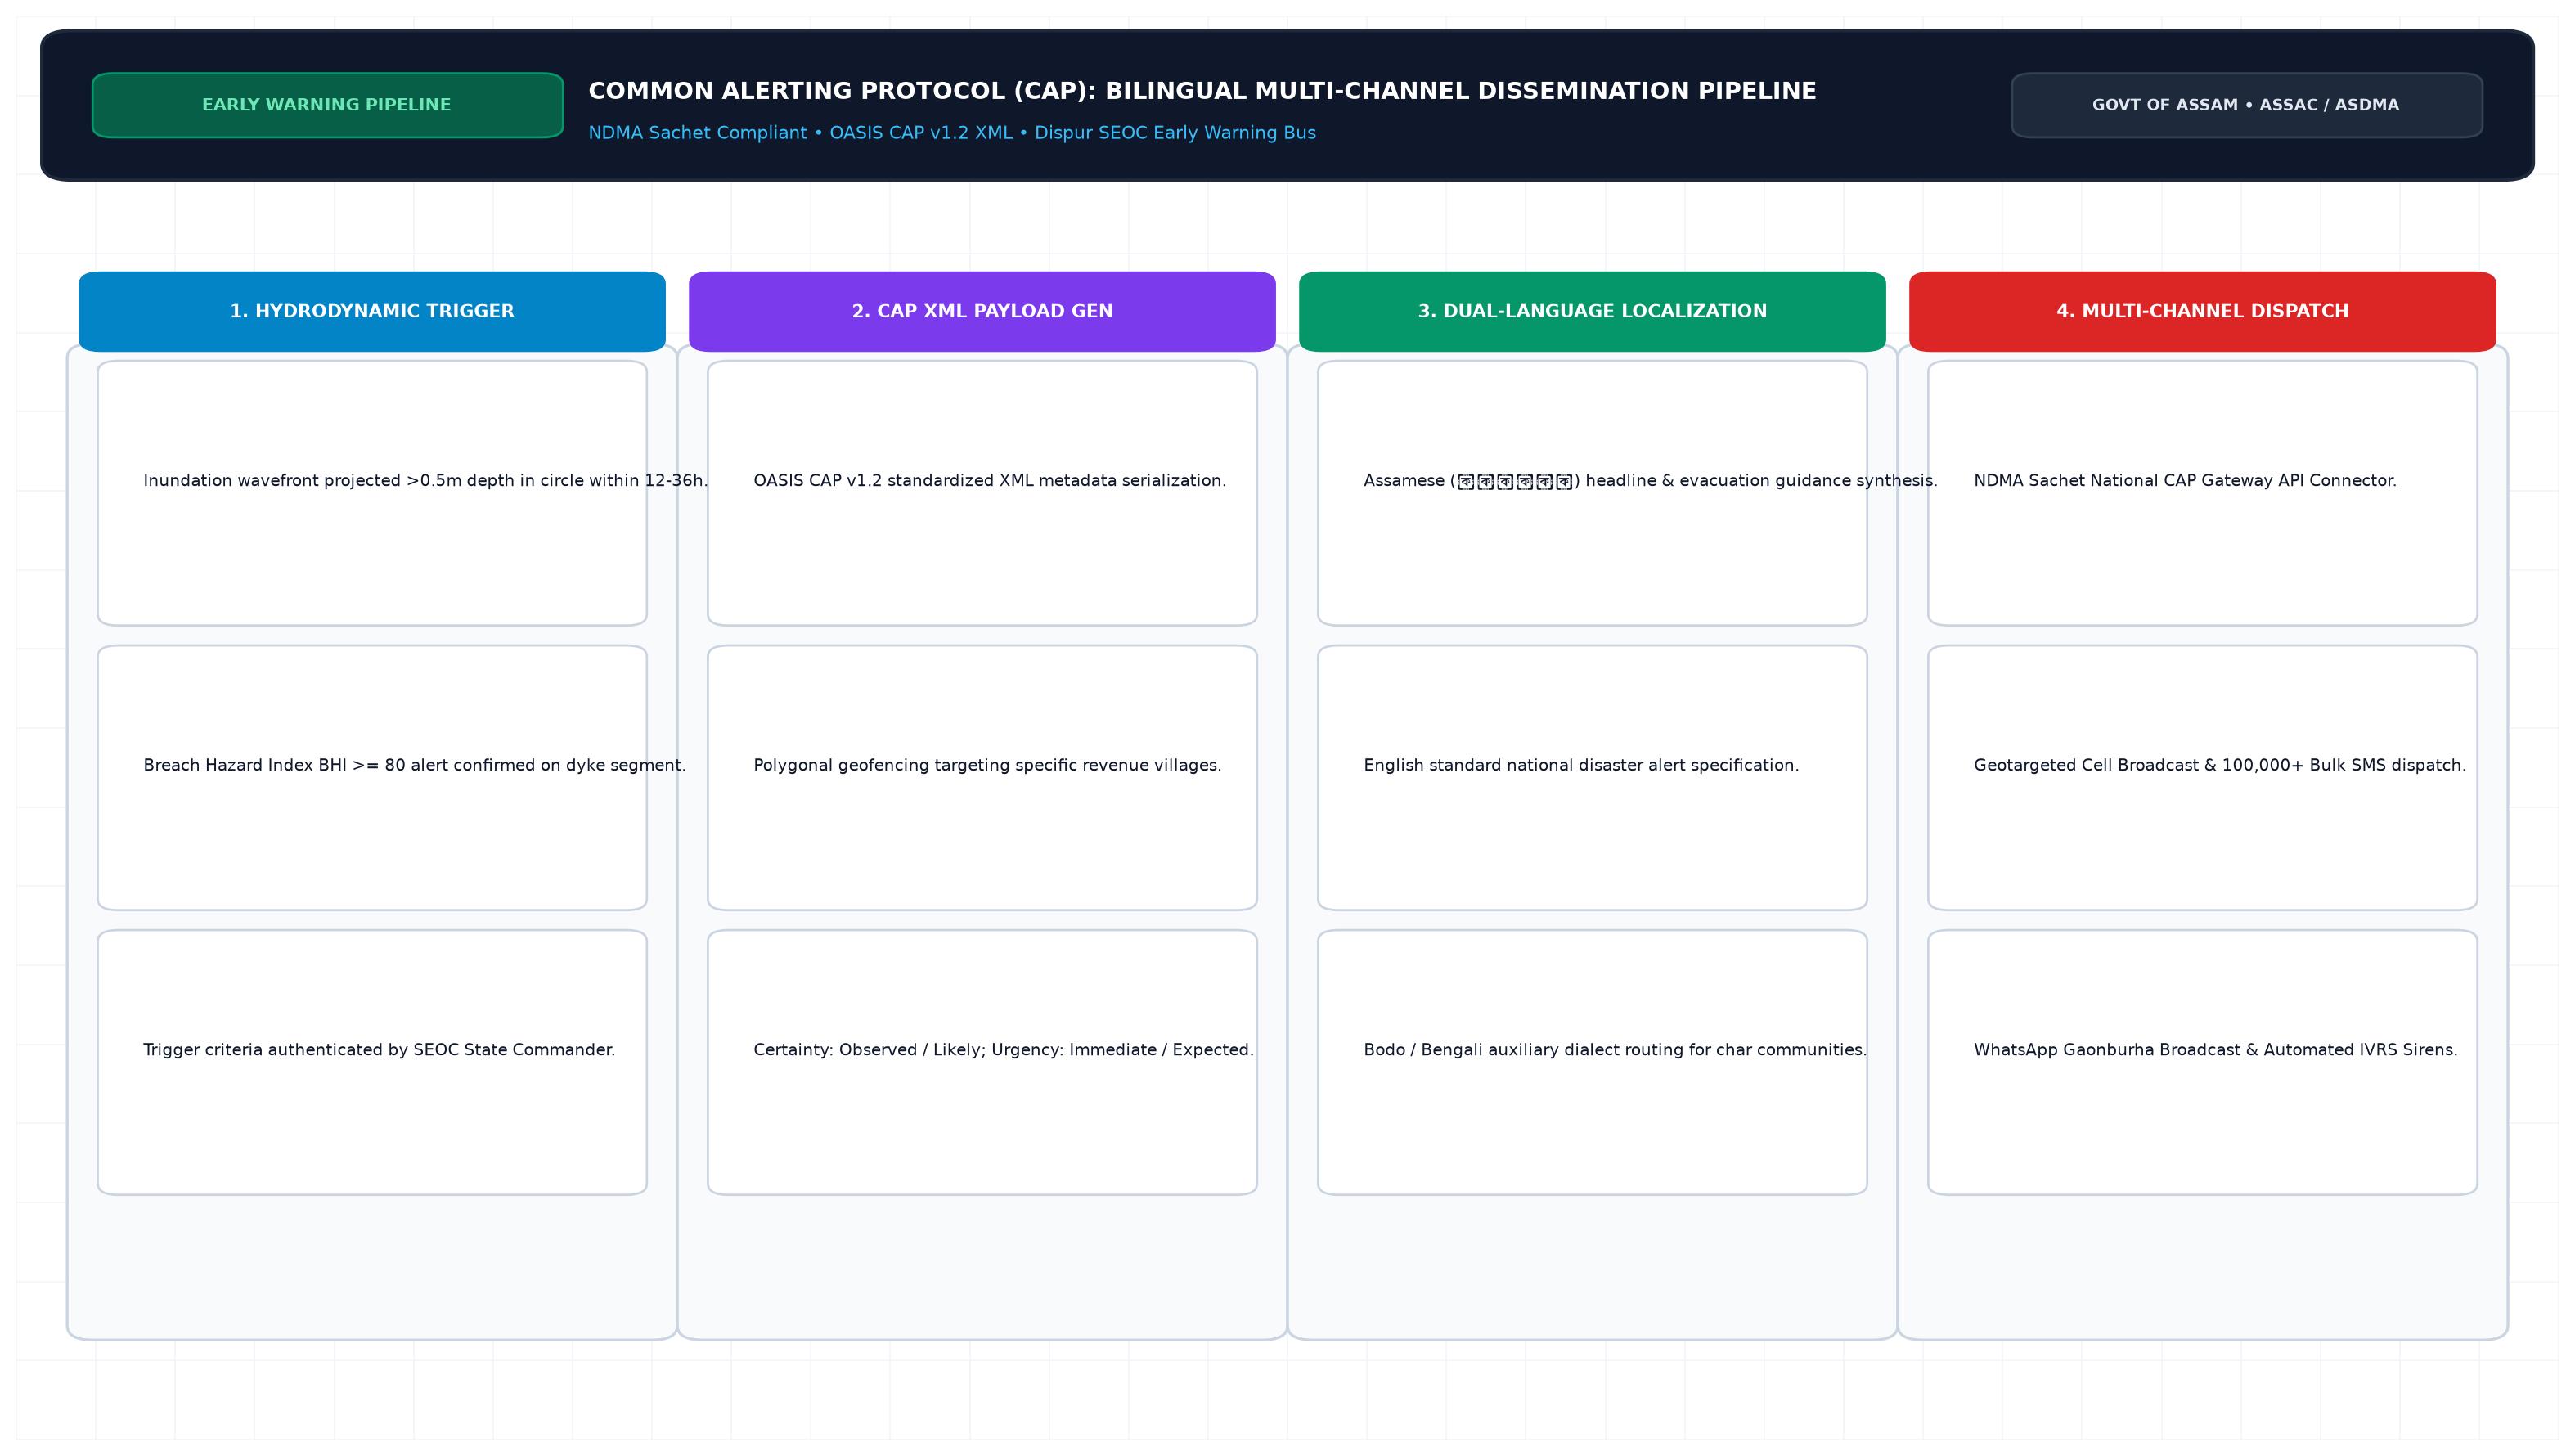 EARLY WARNING PIPELINE
COMMON ALERTING PROTOCOL (CAP): BILINGUAL MULTI-CHANNEL DISSEMINATION PIPELINE
NDMA Sachet Compliant • OASIS CAP v1.2 XML • Dispur SEOC Early Warning Bus
GOVT OF ASSAM • ASSAC / ASDMA
1. HYDRODYNAMIC TRIGGER
Inundation wavefront projected >0.5m depth in circle within 12-36h.
Breach Hazard Index BHI >= 80 alert confirmed on dyke segment.
Trigger criteria authenticated by SEOC State Commander.
2. CAP XML PAYLOAD GEN
OASIS CAP v1.2 standardized XML metadata serialization.
Polygonal geofencing targeting specific revenue villages.
Certainty: Observed / Likely; Urgency: Immediate / Expected.
3. DUAL-LANGUAGE LOCALIZATION
Assamese () headline & evacuation guidance synthesis.
English standard national disaster alert specification.
Bodo / Bengali auxiliary dialect routing for char communities.
4. MULTI-CHANNEL DISPATCH
NDMA Sachet National CAP Gateway API Connector.
Geotargeted Cell Broadcast & 100,000+ Bulk SMS dispatch.
WhatsApp Gaonburha Broadcast & Automated IVRS Sirens.